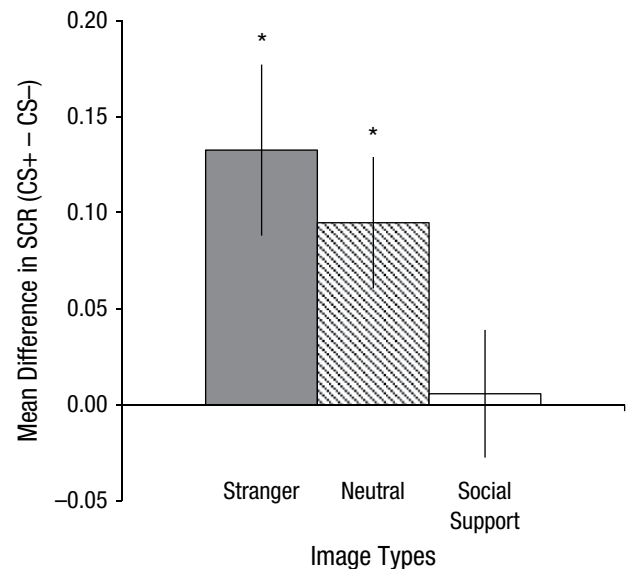 Mean Difference in SCR (CS+ – CS–)
0.20
0.15
0.10
0.05
0.00
–0.05
*
*
Stranger
Neutral
Social
Support
Image Types